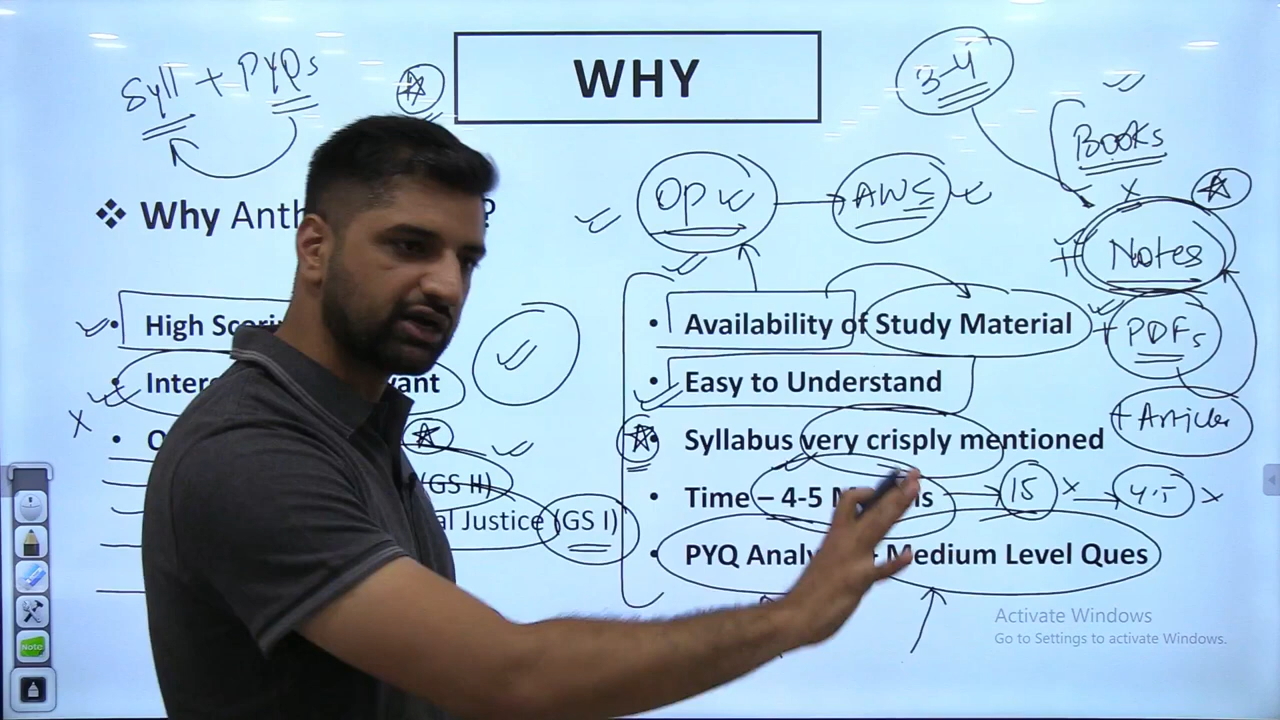 WHY
Syll + PYQs
3-4
Books
Notes
+ PDFs
+ Articles
Why Anth ?
Opt
AWS
High Scori
Inter vant
O
(GS II)
al Justice (GS I)
Availability of Study Material
Easy to Understand
Syllabus very crisply mentioned
Time – 4-5 M s
15
4.5
PYQ Analy + Medium Level Ques
Activate Windows
Go to Settings to activate Windows.
Note